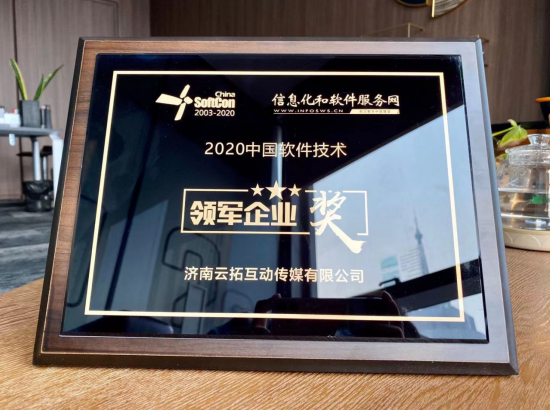 China
SoftCon
2003-2020
信息化和软件服务网
WWW.INFOSWS.CN
2020中国软件技术
领军企业奖
济南云拓互动传媒有限公司